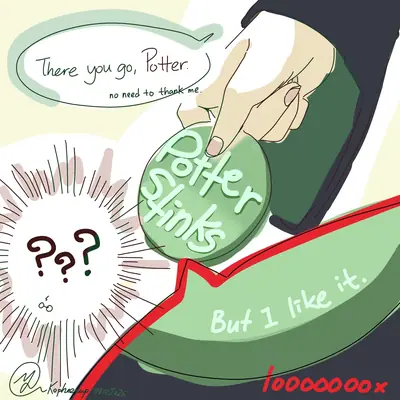 There you go, Potter.
no need to thank me.
Potter
Stinks
???
But I like it.
10000000x